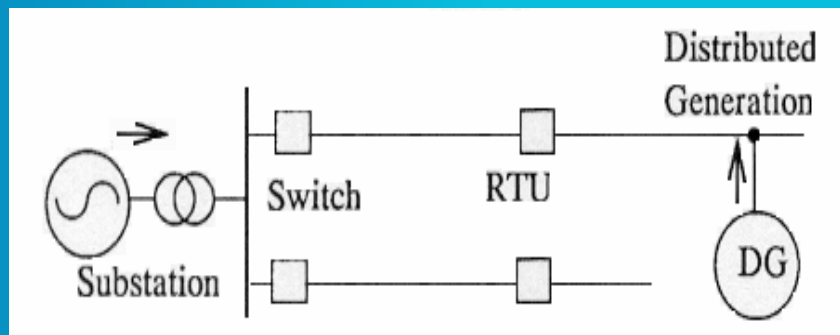 Distributed
Generation
Switch
RTU
Substation
DG